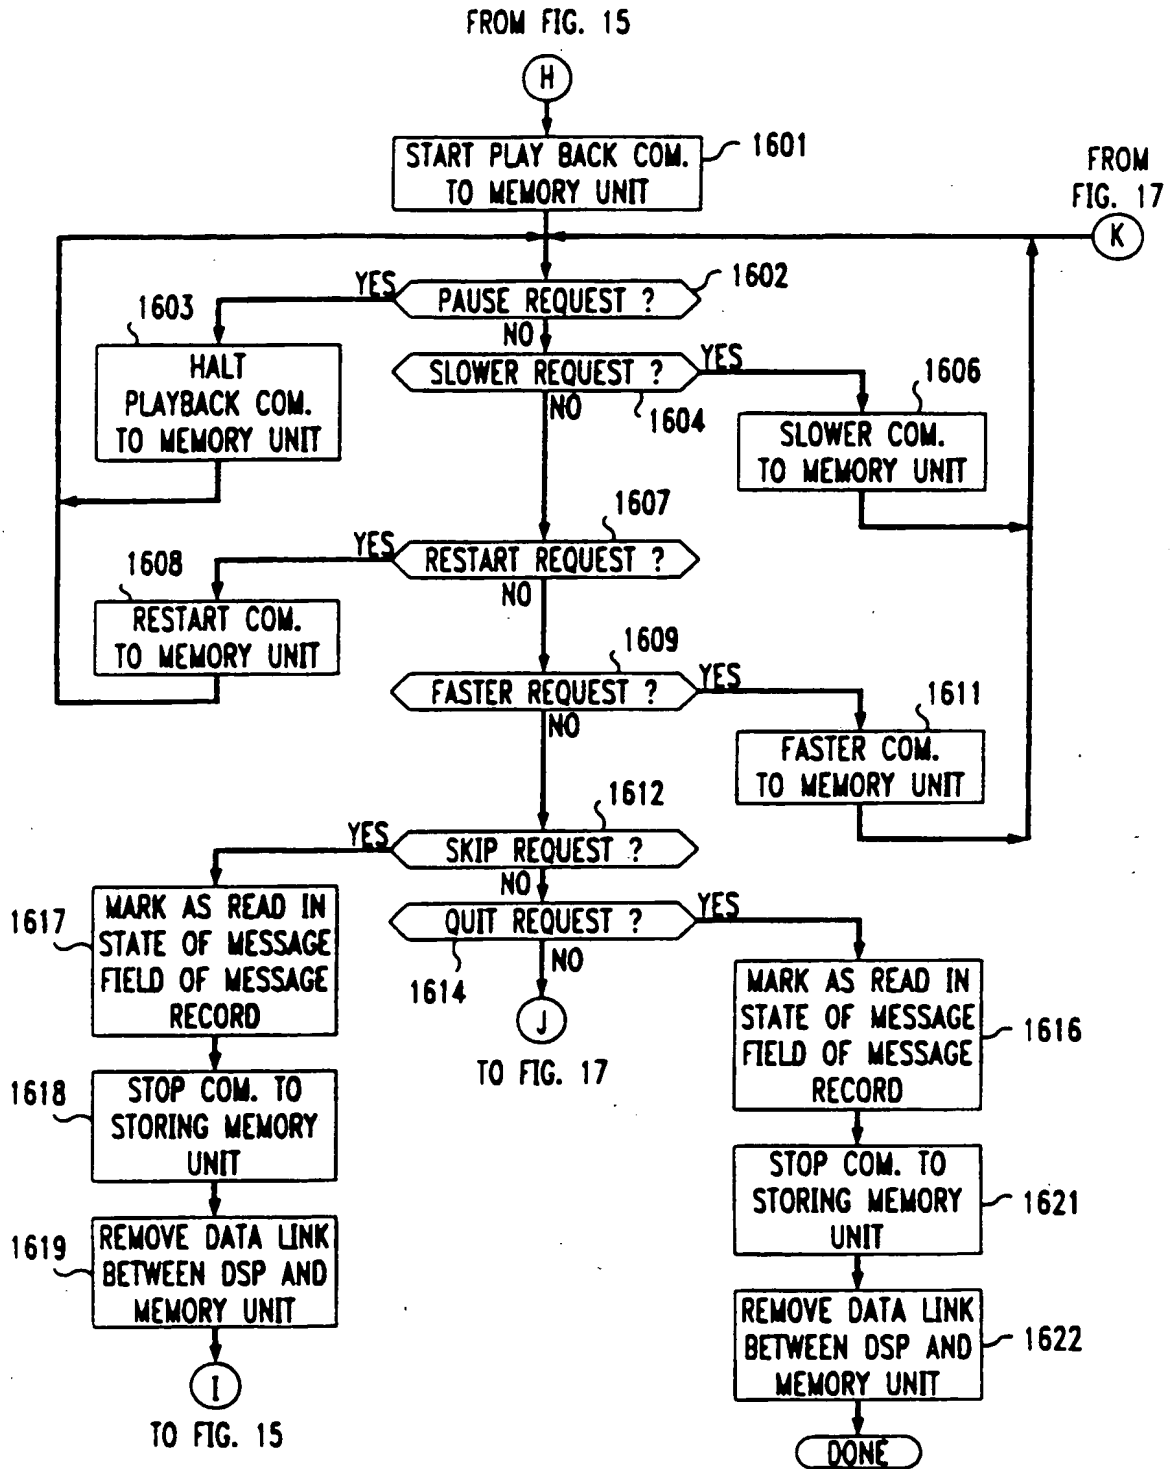 FROM FIG. 15
H
START PLAY BACK COM.
TO MEMORY UNIT
1601
FROM
FIG. 17
K
PAUSE REQUEST ?
1602
YES
NO
1603
HALT
PLAYBACK COM.
TO MEMORY UNIT
SLOWER REQUEST ?
YES
1604
NO
1606
SLOWER COM.
TO MEMORY UNIT
1607
RESTART REQUEST ?
YES
NO
1608
RESTART COM.
TO MEMORY UNIT
1609
FASTER REQUEST ?
YES
NO
1611
FASTER COM.
TO MEMORY UNIT
1612
SKIP REQUEST ?
YES
NO
QUIT REQUEST ?
YES
1614
NO
J
TO FIG. 17
1617
MARK AS READ IN
STATE OF MESSAGE
FIELD OF MESSAGE
RECORD
1618
STOP COM. TO
STORING MEMORY
UNIT
1619
REMOVE DATA LINK
BETWEEN DSP AND
MEMORY UNIT
I
TO FIG. 15
MARK AS READ IN
STATE OF MESSAGE
FIELD OF MESSAGE
RECORD
1616
STOP COM. TO
STORING MEMORY
UNIT
1621
REMOVE DATA LINK
BETWEEN DSP AND
MEMORY UNIT
1622
DONE